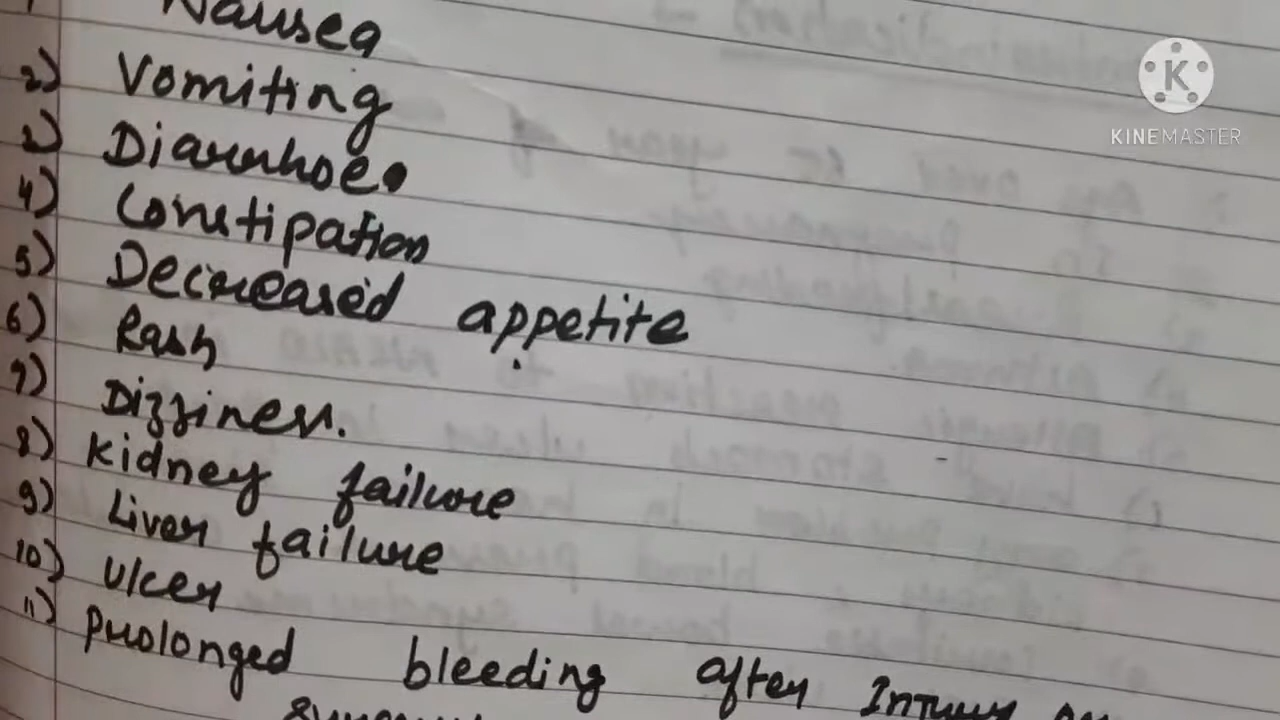 Nausea
2) Vomiting
3) Diarrhoea
4) Constipation
5) Decreased appetite
6) Rash
7) Dizziness.
8) Kidney failure
9) Liver failure
10) Ulcer
11) Prolonged bleeding after Injury
K
KINEMASTER